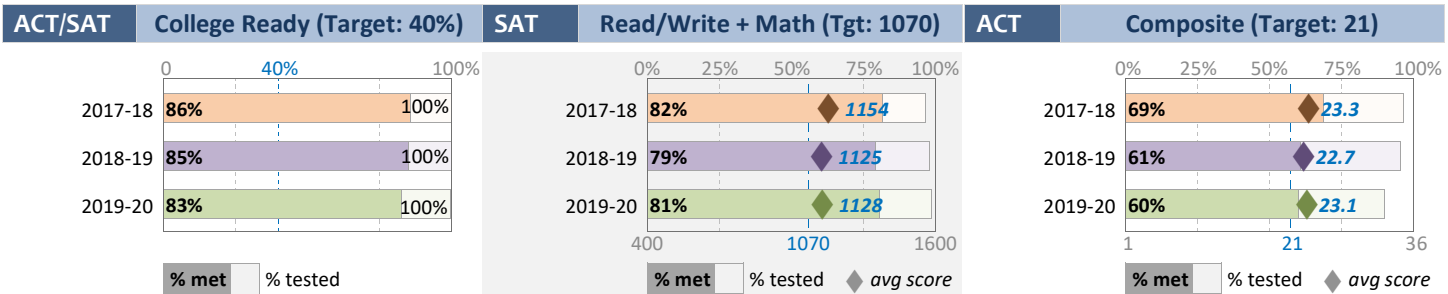 ACT/SAT College Ready (Target: 40%)
0 40% 100%
2017-18 86% 100%
2018-19 85% 100%
2019-20 83% 100%
% met % tested
SAT Read/Write + Math (Tgt: 1070)
0% 25% 50% 75% 100%
2017-18 82% 1154
2018-19 79% 1125
2019-20 81% 1128
400 1070 1600
% met % tested avg score
ACT Composite (Target: 21)
0% 25% 50% 75% 100%
2017-18 69% 23.3
2018-19 61% 22.7
2019-20 60% 23.1
1 21 36
% met % tested avg score